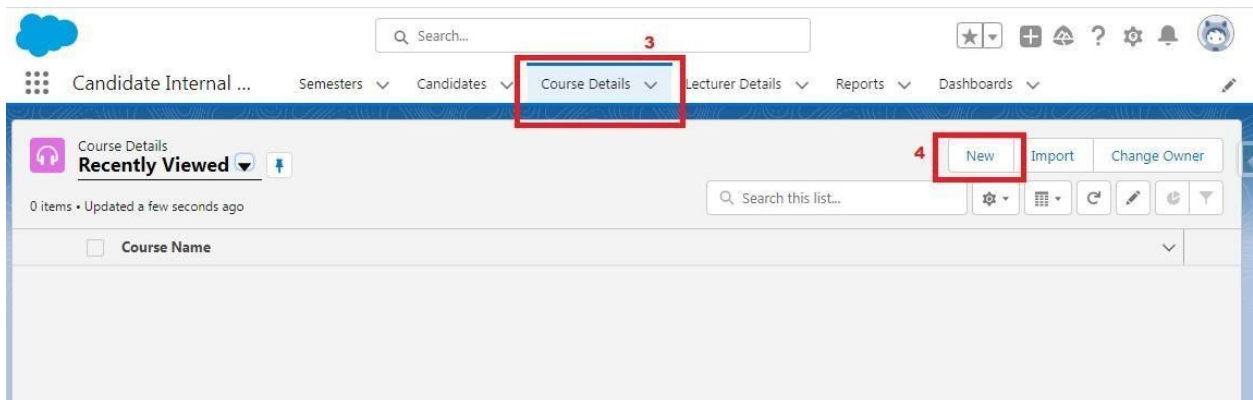 Search...
3
Candidate Internal ... Semesters Candidates Course Details Lecturer Details Reports Dashboards
Course Details
Recently Viewed
4 New Import Change Owner
0 items • Updated a few seconds ago
Search this list...
Course Name